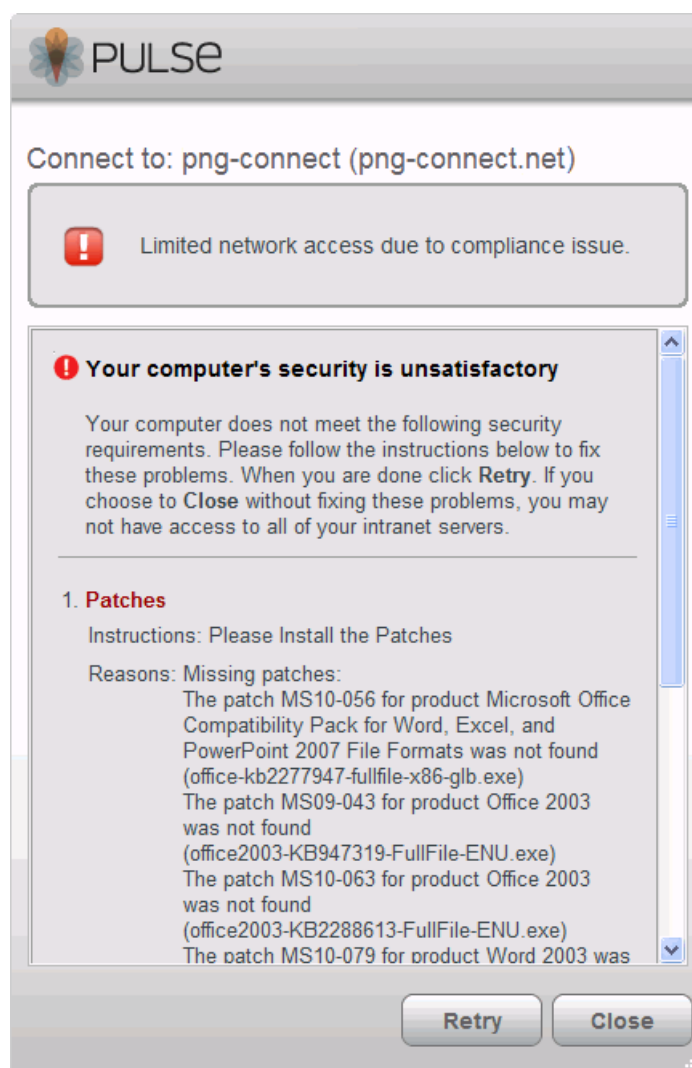 PULSE
Connect to: png-connect (png-connect.net)
Limited network access due to compliance issue.
Your computer's security is unsatisfactory
Your computer does not meet the following security
requirements. Please follow the instructions below to fix
these problems. When you are done click Retry. If you
choose to Close without fixing these problems, you may
not have access to all of your intranet servers.
1. Patches
Instructions: Please Install the Patches
Reasons: Missing patches:
The patch MS10-056 for product Microsoft Office
Compatibility Pack for Word, Excel, and
PowerPoint 2007 File Formats was not found
(office-kb2277947-fullfile-x86-glb.exe)
The patch MS09-043 for product Office 2003
was not found
(office2003-KB947319-FullFile-ENU.exe)
The patch MS10-063 for product Office 2003
was not found
(office2003-KB2288613-FullFile-ENU.exe)
The patch MS10-079 for product Word 2003 was
Retry Close